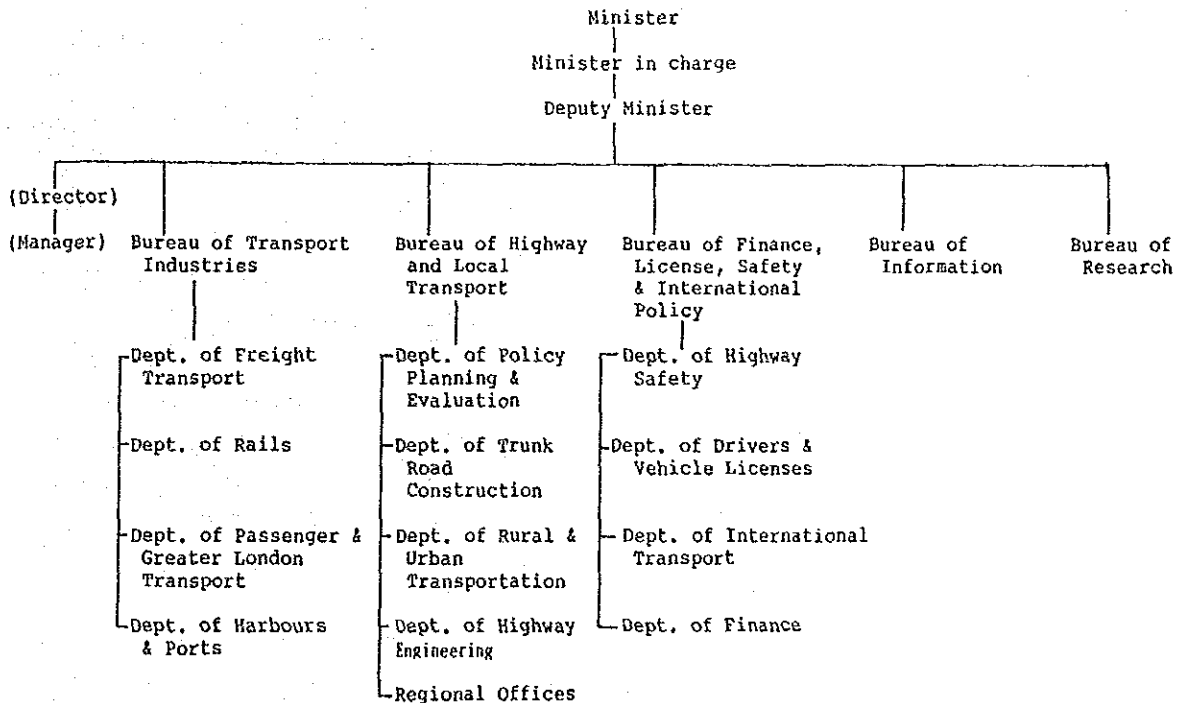 Minister
Minister in charge
Deputy Minister
(Director)
(Manager)
Bureau of Transport
Industries
Bureau of Highway
and Local
Transport
Bureau of Finance,
License, Safety
& International
Policy
Bureau of
Information
Bureau of
Research
Dept. of Freight
Transport
Dept. of Rails
Dept. of Passenger &
Greater London
Transport
Dept. of Harbours
& Ports
Dept. of Policy
Planning &
Evaluation
Dept. of Trunk
Road
Construction
Dept. of Rural &
Urban
Transportation
Dept. of Highway
Engineering
Regional Offices
Dept. of Highway
Safety
Dept. of Drivers &
Vehicle Licenses
Dept. of International
Transport
Dept. of Finance